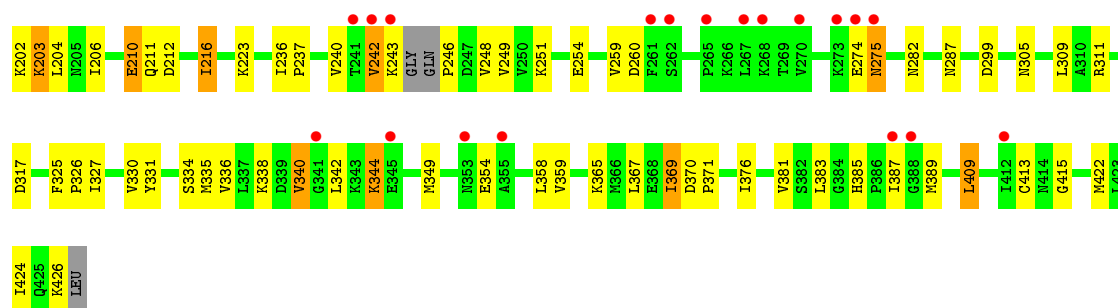 K202 K203 L204 N205 I206 E210 Q211 D212 I216 K223 I236 P237 V240 T241 V242 K243 GLY GLN P246 D247 V248 V249 V250 K251 E254 V259 D260 F261 S262 P265 K266 L267 K268 T269 V270 K273 E274 N275 N282 N287 D299 N305 L309 A310 R311
D317 F325 P326 I327 V330 Y331 S334 M335 V336 L337 K338 D339 V340 G341 L342 K343 K344 E345 M349 N353 E354 A355 L358 V359 K365 M366 L367 E368 I369 D370 P371 I376 V381 S382 L383 G384 H385 P386 I387 G388 M389 L409 I412 C413 N414 G415 M422 L423
I424 Q425 K426 LEU